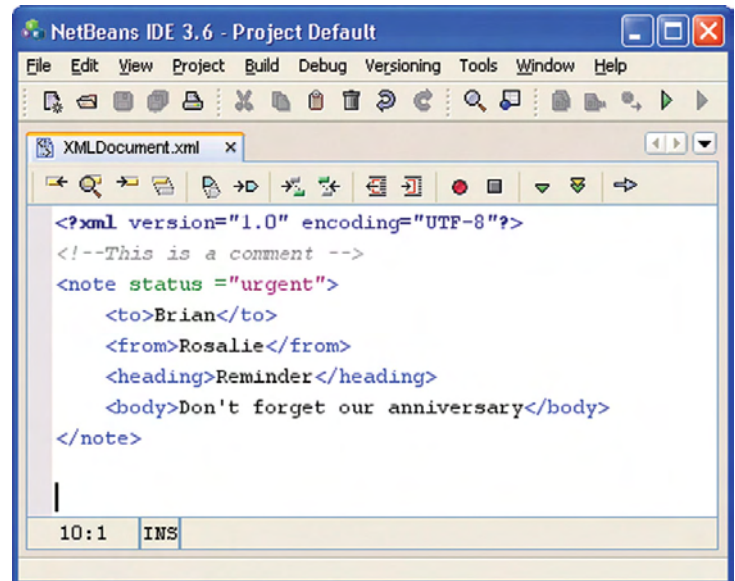 NetBeans IDE 3.6 - Project Default
File Edit View Project Build Debug Versioning Tools Window Help
XMLDocument.xml
<?xml version="1.0" encoding="UTF-8"?>
<!--This is a comment -->
<note status ="urgent">
<to>Brian</to>
<from>Rosalie</from>
<heading>Reminder</heading>
<body>Don't forget our anniversary</body>
</note>
10:1 INS